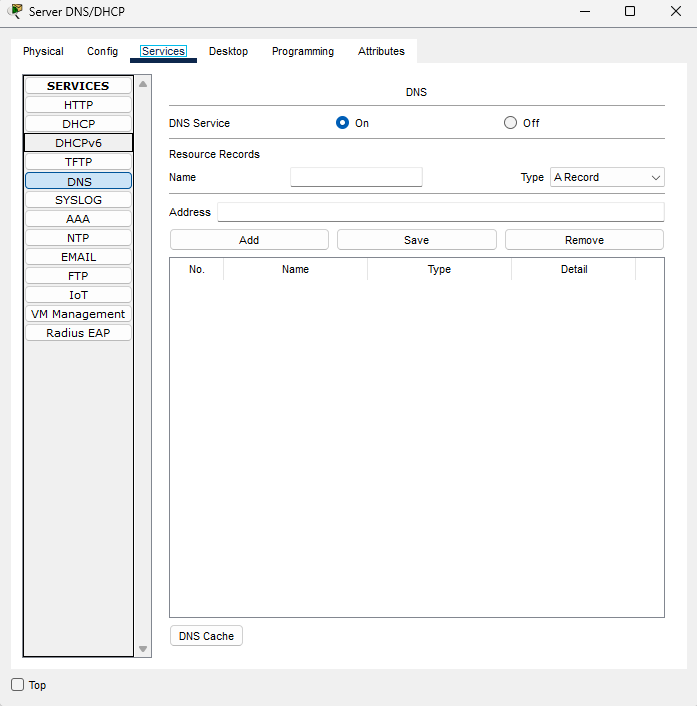 Server DNS/DHCP
Physical Config Services Desktop Programming Attributes
SERVICES
HTTP
DHCP
DHCPv6
TFTP
DNS
SYSLOG
AAA
NTP
EMAIL
FTP
IoT
VM Management
Radius EAP
DNS
DNS Service On Off
Resource Records
Name Type A Record
Address
Add Save Remove
No. Name Type Detail
DNS Cache
Top